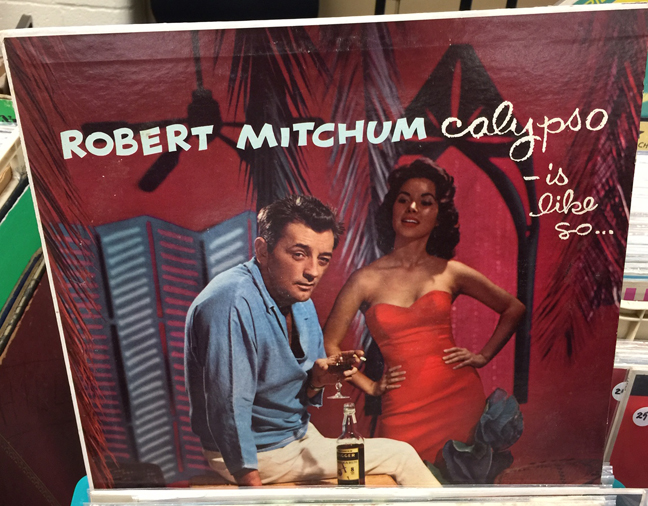 ROBERT MITCHUM calypso
- is
like
so...